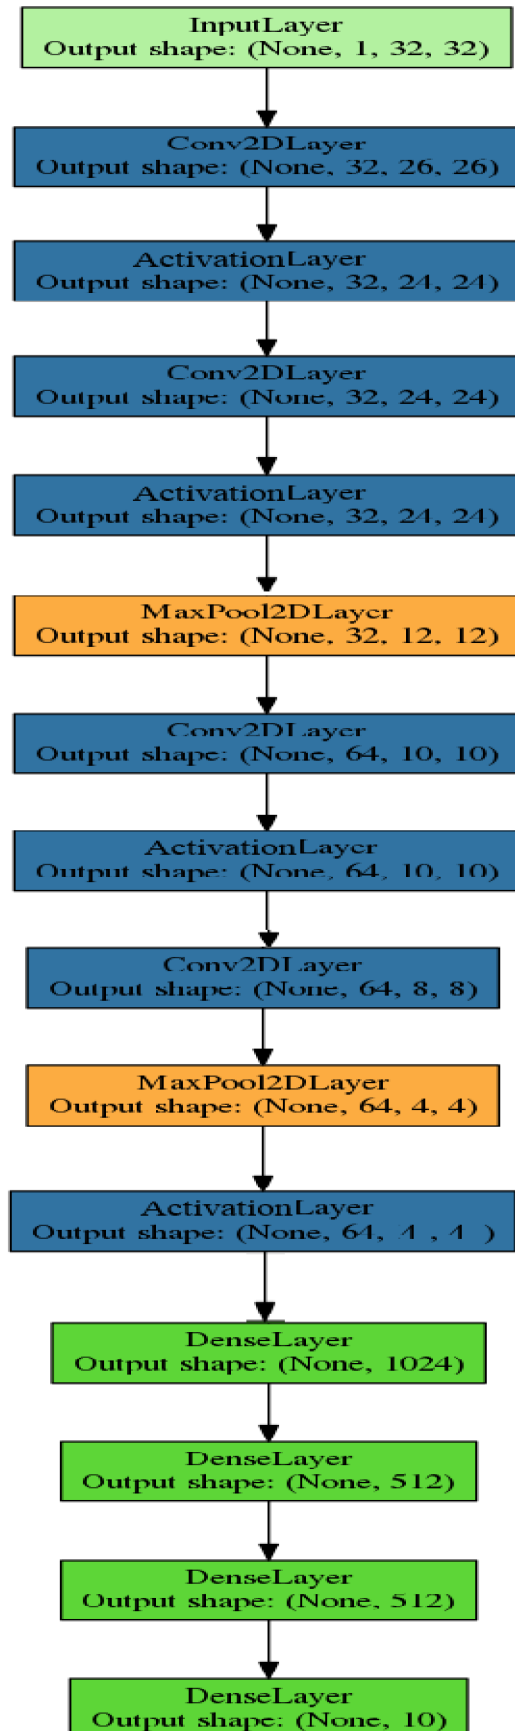 InputLayer
Output shape: (None, 1, 32, 32)
Conv2DLayer
Output shape: (None, 32, 26, 26)
ActivationLayer
Output shape: (None, 32, 24, 24)
Conv2DLayer
Output shape: (None, 32, 24, 24)
ActivationLayer
Output shape: (None, 32, 24, 24)
MaxPool2DLayer
Output shape: (None, 32, 12, 12)
Conv2DLayer
Output shape: (None, 64, 10, 10)
ActivationLayer
Output shape: (None, 64, 10, 10)
Conv2DLayer
Output shape: (None, 64, 8, 8)
MaxPool2DLayer
Output shape: (None, 64, 4, 4)
ActivationLayer
Output shape: (None, 64, 4 , 4 )
DenseLayer
Output shape: (None, 1024)
DenseLayer
Output shape: (None, 512)
DenseLayer
Output shape: (None, 512)
DenseLayer
Output shape: (None, 10)